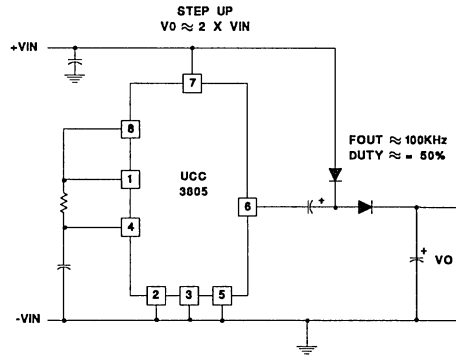 STEP UP
VO ≈ 2 X VIN
+VIN
7
8
FOUT ≈ 100KHz
DUTY ≈ = 50%
1
UCC
3805
6
4
+
+
VO
2
3
5
-VIN